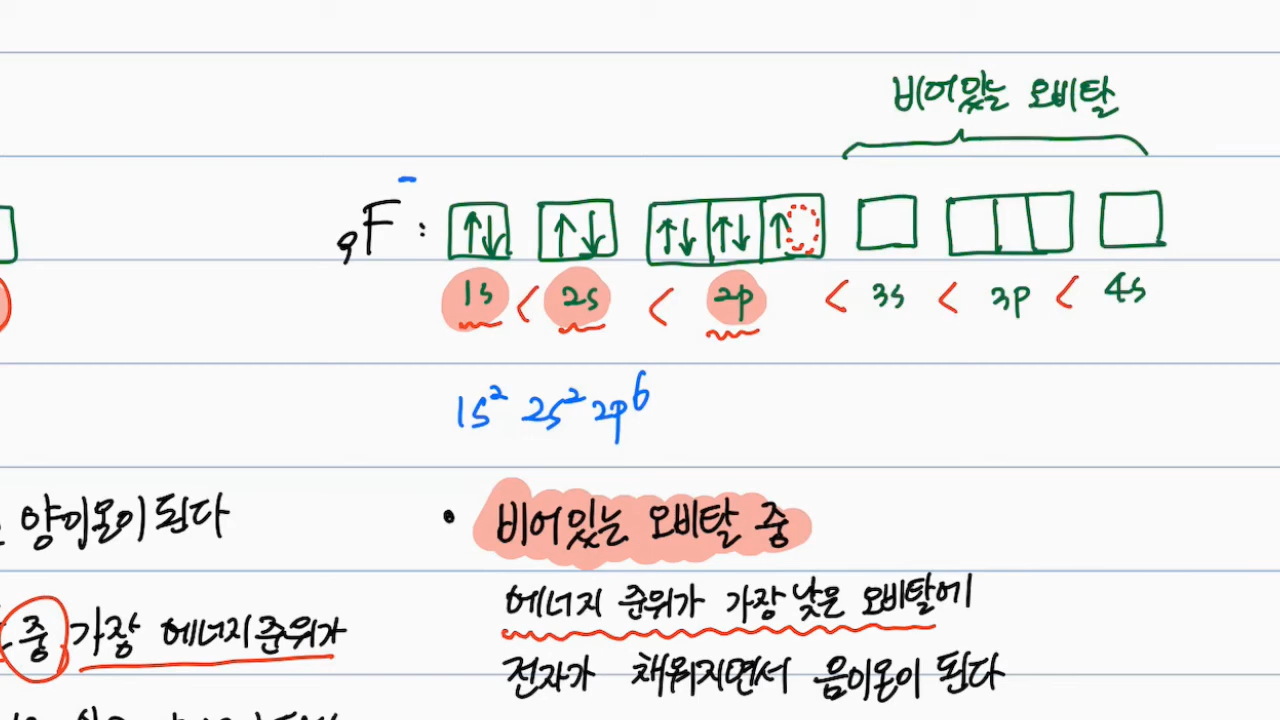 비어있는 오비탈
₉F⁻ : ↑↓ ↑↓ ↑↓ ↑↓ ↑
1s < 2s < 2p < 3s < 3p < 4s
1s² 2s² 2p⁶
양이온이 된다
중 가장 에너지준위가
• 비어있는 오비탈 중
에너지 준위가 가장 낮은 오비탈에
전자가 채워지면서 음이온이 된다